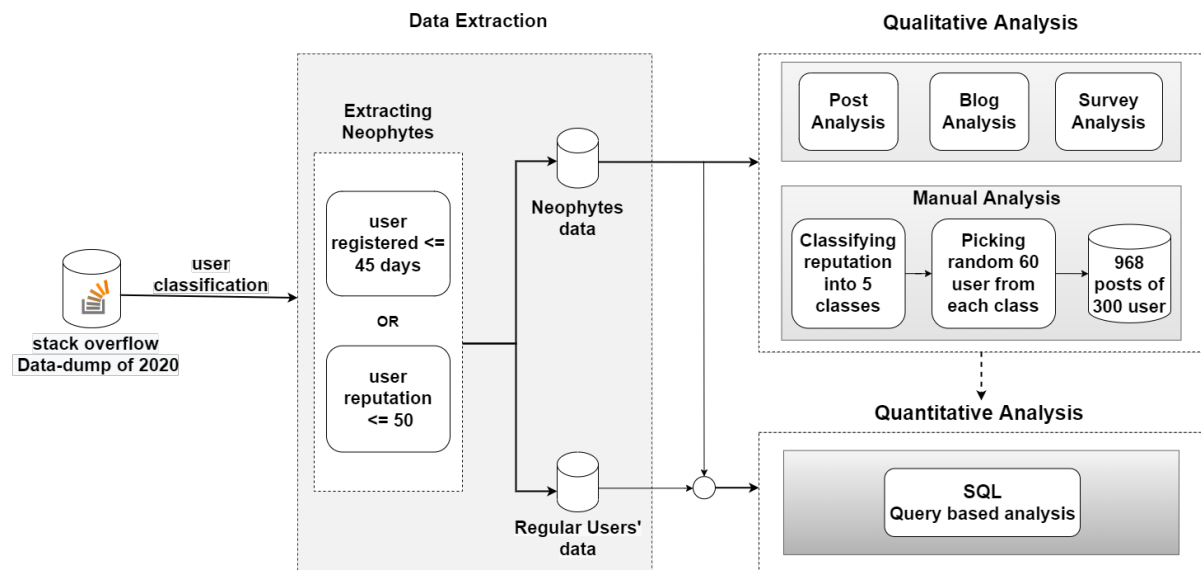 Data Extraction
Qualitative Analysis
Extracting
Neophytes
user
registered <=
45 days
OR
user
reputation
<= 50
user
classification
stack overflow
Data-dump of 2020
Neophytes
data
Regular Users'
data
Post
Analysis
Blog
Analysis
Survey
Analysis
Manual Analysis
Classifying
reputation
into 5
classes
Picking
random 60
user from
each class
968
posts of
300 user
Quantitative Analysis
SQL
Query based analysis